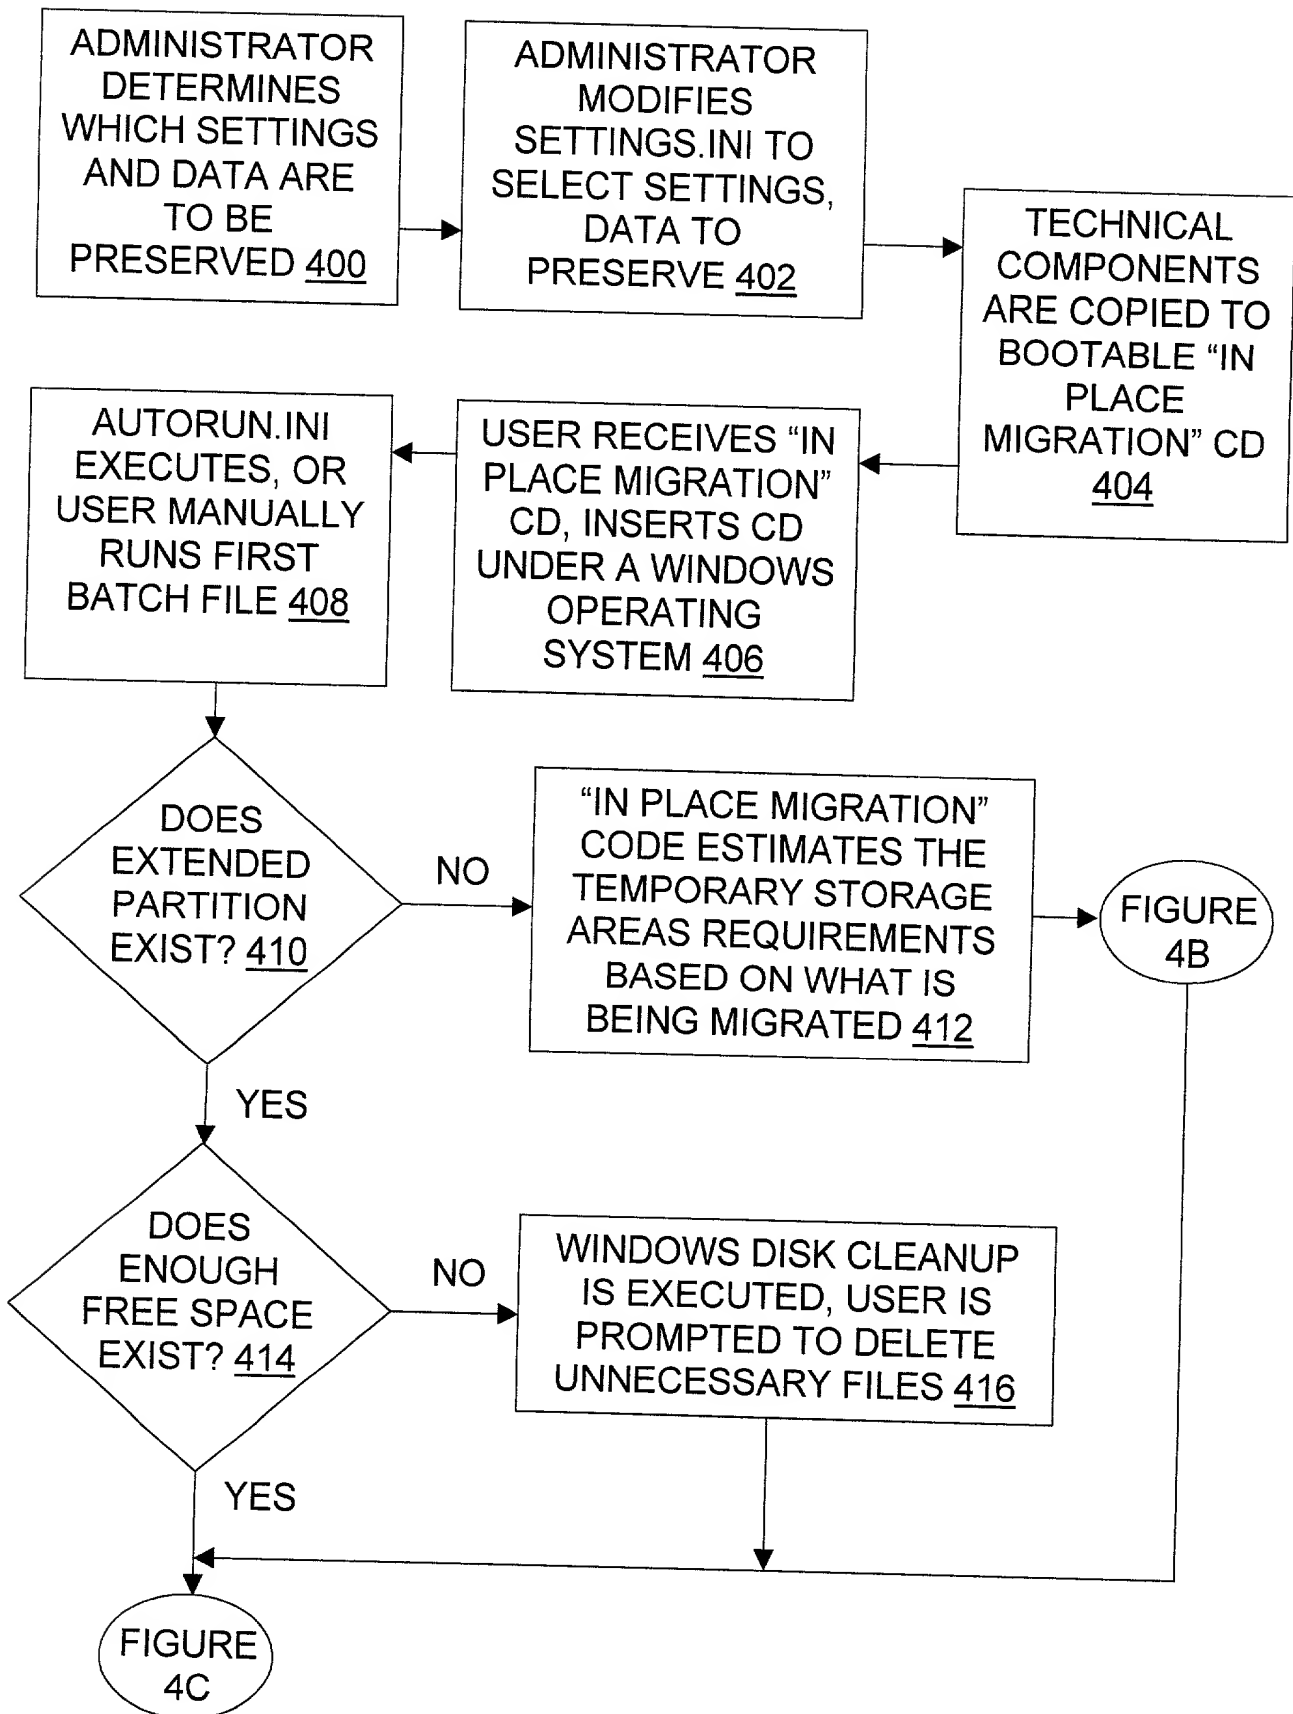 ADMINISTRATOR
DETERMINES
WHICH SETTINGS
AND DATA ARE
TO BE
PRESERVED 400
ADMINISTRATOR
MODIFIES
SETTINGS.INI TO
SELECT SETTINGS,
DATA TO
PRESERVE 402
TECHNICAL
COMPONENTS
ARE COPIED TO
BOOTABLE “IN
PLACE
MIGRATION” CD
404
USER RECEIVES “IN
PLACE MIGRATION”
CD, INSERTS CD
UNDER A WINDOWS
OPERATING
SYSTEM 406
AUTORUN.INI
EXECUTES, OR
USER MANUALLY
RUNS FIRST
BATCH FILE 408
DOES
EXTENDED
PARTITION
EXIST? 410
NO
“IN PLACE MIGRATION”
CODE ESTIMATES THE
TEMPORARY STORAGE
AREAS REQUIREMENTS
BASED ON WHAT IS
BEING MIGRATED 412
FIGURE
4B
YES
DOES
ENOUGH
FREE SPACE
EXIST? 414
NO
WINDOWS DISK CLEANUP
IS EXECUTED, USER IS
PROMPTED TO DELETE
UNNECESSARY FILES 416
YES
FIGURE
4C